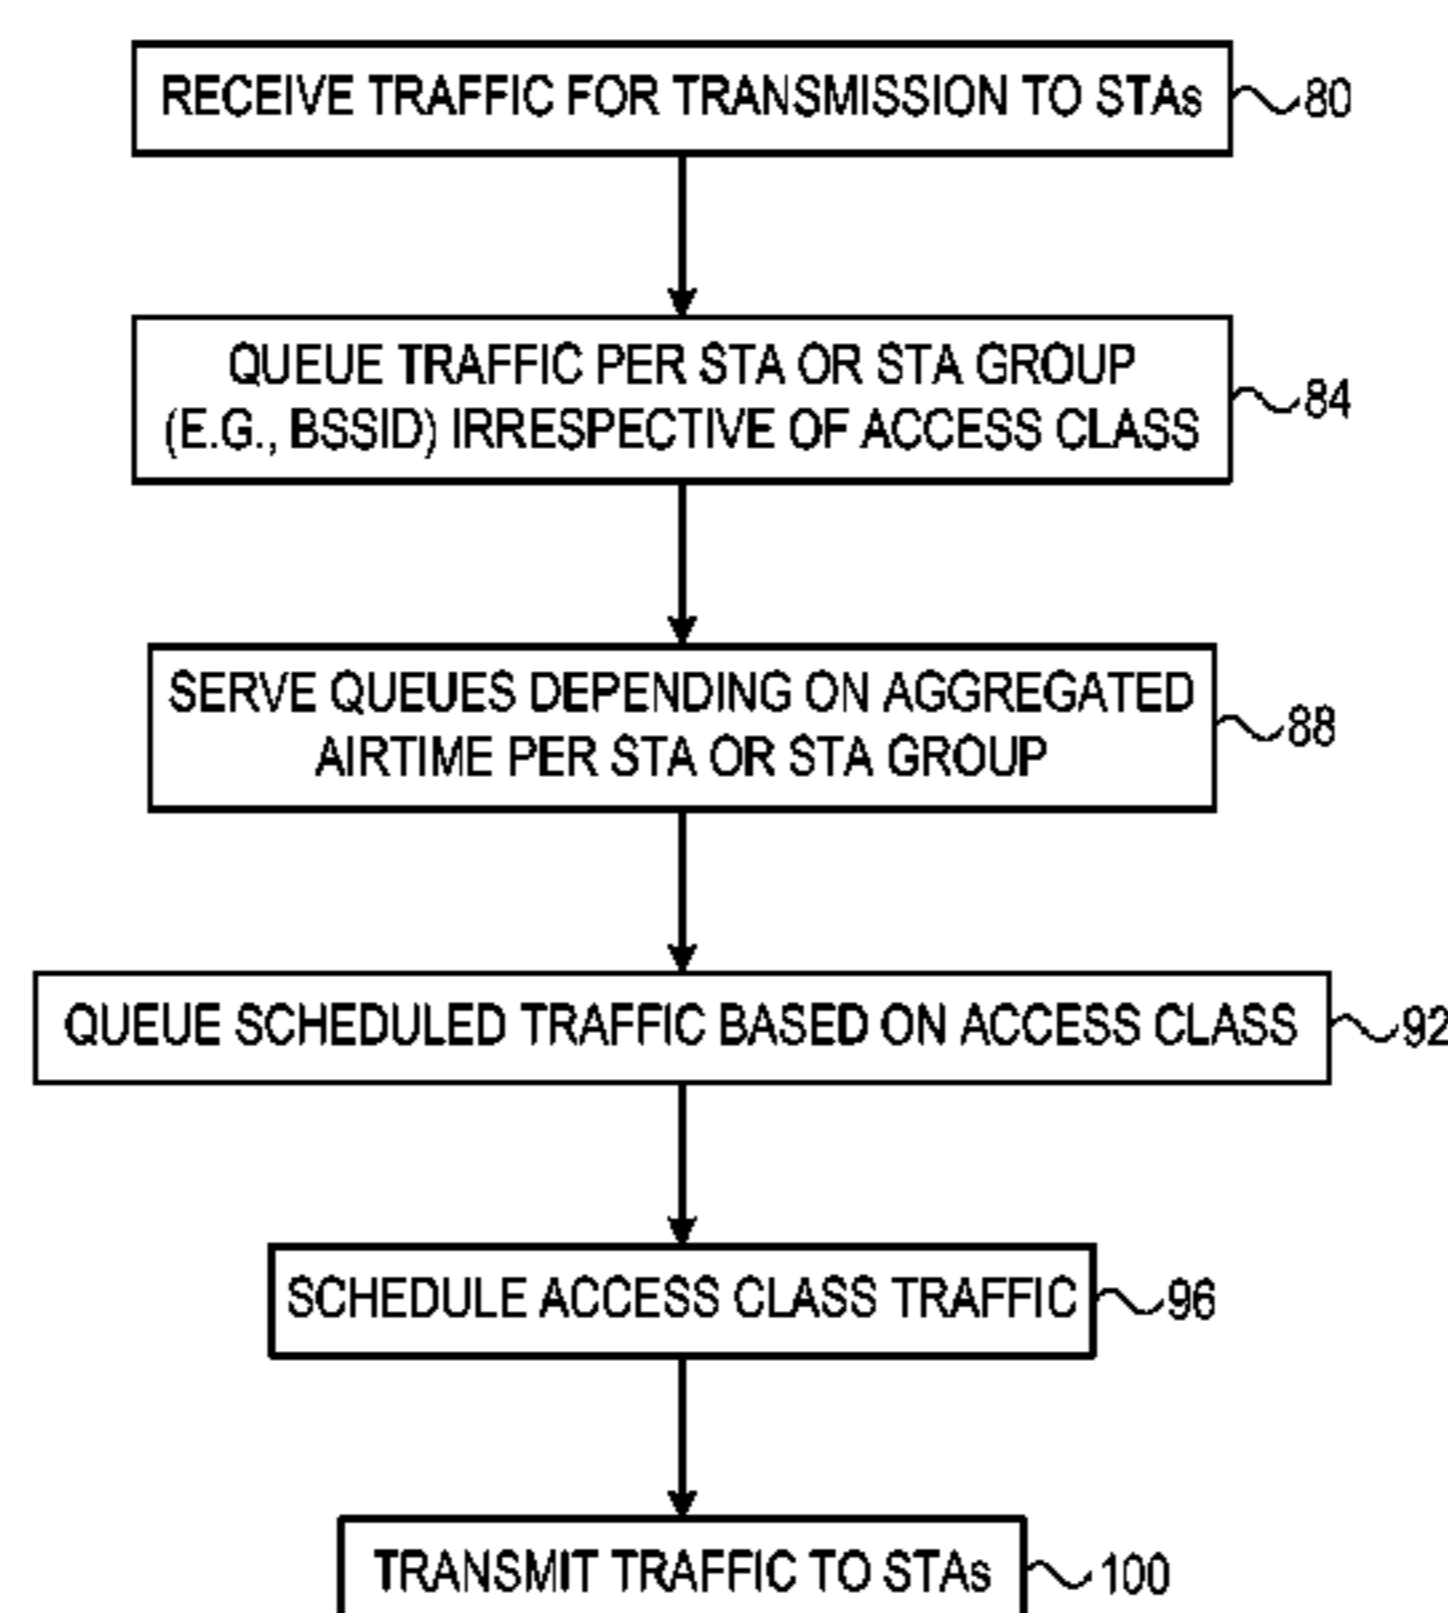 RECEIVE TRAFFIC FOR TRANSMISSION TO STAs 80
QUEUE TRAFFIC PER STA OR STA GROUP
(E.G., BSSID) IRRESPECTIVE OF ACCESS CLASS 84
SERVE QUEUES DEPENDING ON AGGREGATED
AIRTIME PER STA OR STA GROUP 88
QUEUE SCHEDULED TRAFFIC BASED ON ACCESS CLASS 92
SCHEDULE ACCESS CLASS TRAFFIC 96
TRANSMIT TRAFFIC TO STAs 100